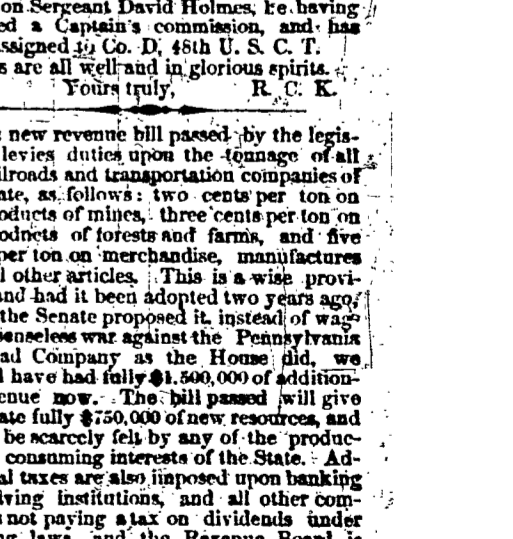 on Sergeant David Holmes, he having
ed a Captain's commission, and has
ssigned to Co. D, 48th U. S. C. T.
s are all well and in glorious spirits.
Yours truly, R. C. K.
new revenue bill passed by the legis-
levies duties upon the tonnage of all
ilroads and transportation companies of
ate, as follows: two cents per ton on
oducts of mines, three cents per ton on
oducts of forests and farms, and five
per ton on merchandise, manufactures
l other articles. This is a wise provi-
and had it been adopted two years ago,
the Senate proposed it, instead of wag
senseless war against the Pennsylvania
ad Company as the House did, we
l have had fully $1,500,000 of addition-
enue now. The bill passed will give
ate fully $750,000 of new resources, and
be scarcely felt by any of the produc-
consuming interests of the State. Ad-
al taxes are also imposed upon banking
ving institutions, and all other com-
s not paying a tax on dividends under
laws, and the Revenue Board is